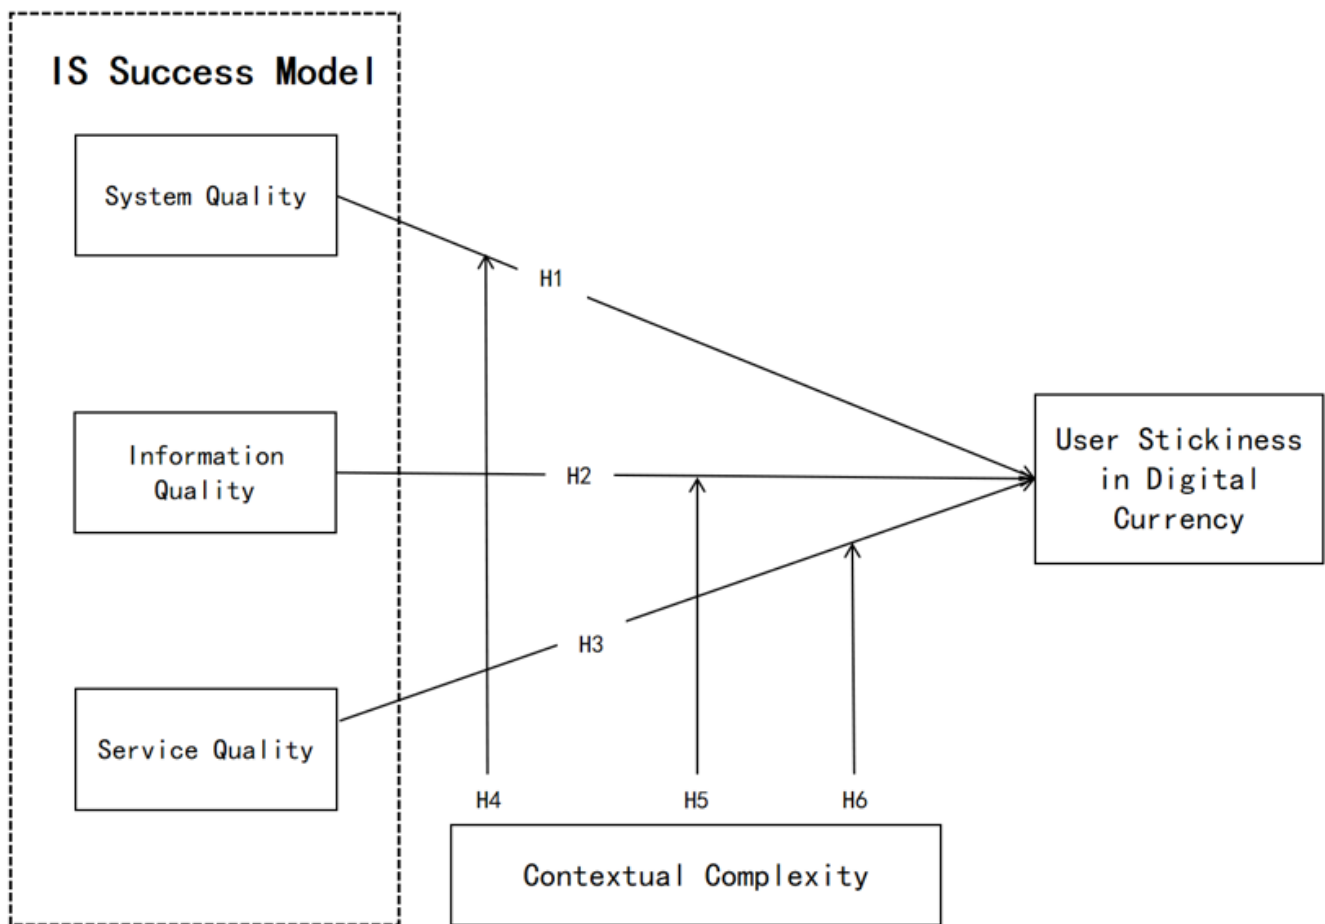 IS Success Model
System Quality
H1
Information
Quality
H2
User Stickiness
in Digital
Currency
H3
Service Quality
H4
H5
H6
Contextual Complexity